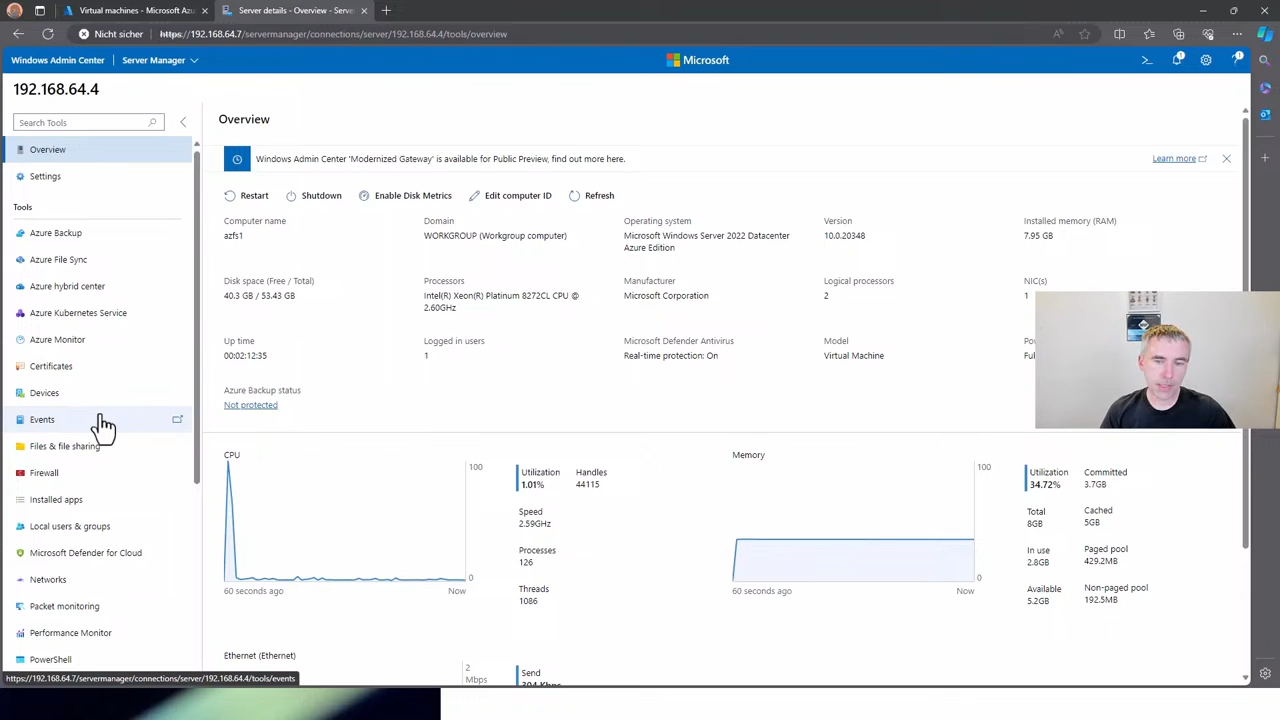 Virtual machines - Microsoft Azu
Server details - Overview - Serve
Nicht sicher
https://192.168.64.7/servermanager/connections/server/192.168.64.4/tools/overview
Windows Admin Center
Server Manager
Microsoft
192.168.64.4
Search Tools
Overview
Settings
Tools
Azure Backup
Azure File Sync
Azure hybrid center
Azure Kubernetes Service
Azure Monitor
Certificates
Devices
Events
Files & file sharing
Firewall
Installed apps
Local users & groups
Microsoft Defender for Cloud
Networks
Packet monitoring
Performance Monitor
PowerShell
https://192.168.64.7/servermanager/connections/server/192.168.64.4/tools/events
Overview
Windows Admin Center 'Modernized Gateway' is available for Public Preview, find out more here.
Learn more
Restart
Shutdown
Enable Disk Metrics
Edit computer ID
Refresh
Computer name
azfs1
Domain
WORKGROUP (Workgroup computer)
Operating system
Microsoft Windows Server 2022 Datacenter
Azure Edition
Version
10.0.20348
Installed memory (RAM)
7.95 GB
Disk space (Free / Total)
40.3 GB / 53.43 GB
Processors
Intel(R) Xeon(R) Platinum 8272CL CPU @
2.60GHz
Manufacturer
Microsoft Corporation
Logical processors
2
NIC(s)
1
Up time
00:02:12:35
Logged in users
1
Microsoft Defender Antivirus
Real-time protection: On
Model
Virtual Machine
Azure Backup status
Not protected
CPU
100
0
60 seconds ago
Now
Utilization
1.01%
Handles
44115
Speed
2.59GHz
Processes
126
Threads
1086
Memory
100
0
60 seconds ago
Now
Utilization
34.72%
Committed
3.7GB
Total
8GB
Cached
5GB
In use
2.8GB
Paged pool
429.2MB
Available
5.2GB
Non-paged pool
192.5MB
Ethernet (Ethernet)
2
Mbps
Send